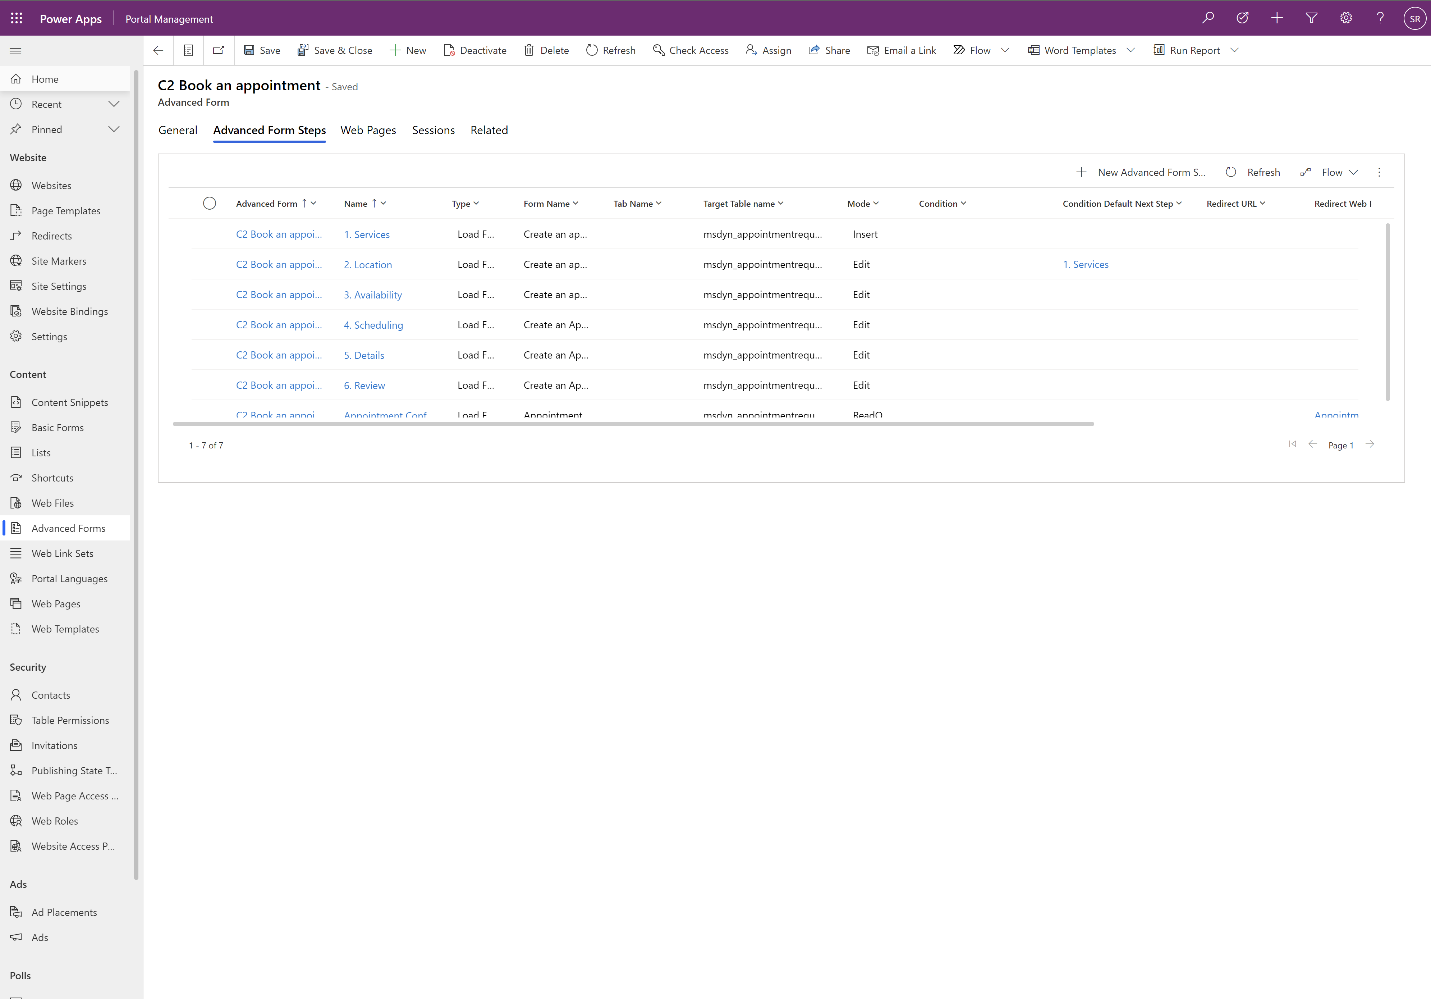 Power Apps Portal Management SR
Save Save & Close New Deactivate Delete Refresh Check Access Assign Share Email a Link Flow Word Templates Run Report
Home
Recent
Pinned
Website
Websites
Page Templates
Redirects
Site Markers
Site Settings
Website Bindings
Settings
Content
Content Snippets
Basic Forms
Lists
Shortcuts
Web Files
Advanced Forms
Web Link Sets
Portal Languages
Web Pages
Web Templates
Security
Contacts
Table Permissions
Invitations
Publishing State T...
Web Page Access ...
Web Roles
Website Access P...
Ads
Ad Placements
Ads
Polls
C2 Book an appointment - Saved
Advanced Form
General Advanced Form Steps Web Pages Sessions Related
New Advanced Form S... Refresh Flow
Advanced Form ↑ Name ↑ Type Form Name Tab Name Target Table name Mode Condition Condition Default Next Step Redirect URL Redirect Web
C2 Book an appoi... 1. Services Load F... Create an ap... msdyn_appointmentrequ... Insert
C2 Book an appoi... 2. Location Load F... Create an ap... msdyn_appointmentrequ... Edit 1. Services
C2 Book an appoi... 3. Availability Load F... Create an ap... msdyn_appointmentrequ... Edit
C2 Book an appoi... 4. Scheduling Load F... Create an Ap... msdyn_appointmentrequ... Edit
C2 Book an appoi... 5. Details Load F... Create an Ap... msdyn_appointmentrequ... Edit
C2 Book an appoi... 6. Review Load F... Create an Ap... msdyn_appointmentrequ... Edit
C2 Book an appoi Appointment Conf Load F Appointment msdyn_appointmentrequ ReadO Appointm
1 - 7 of 7 Page 1